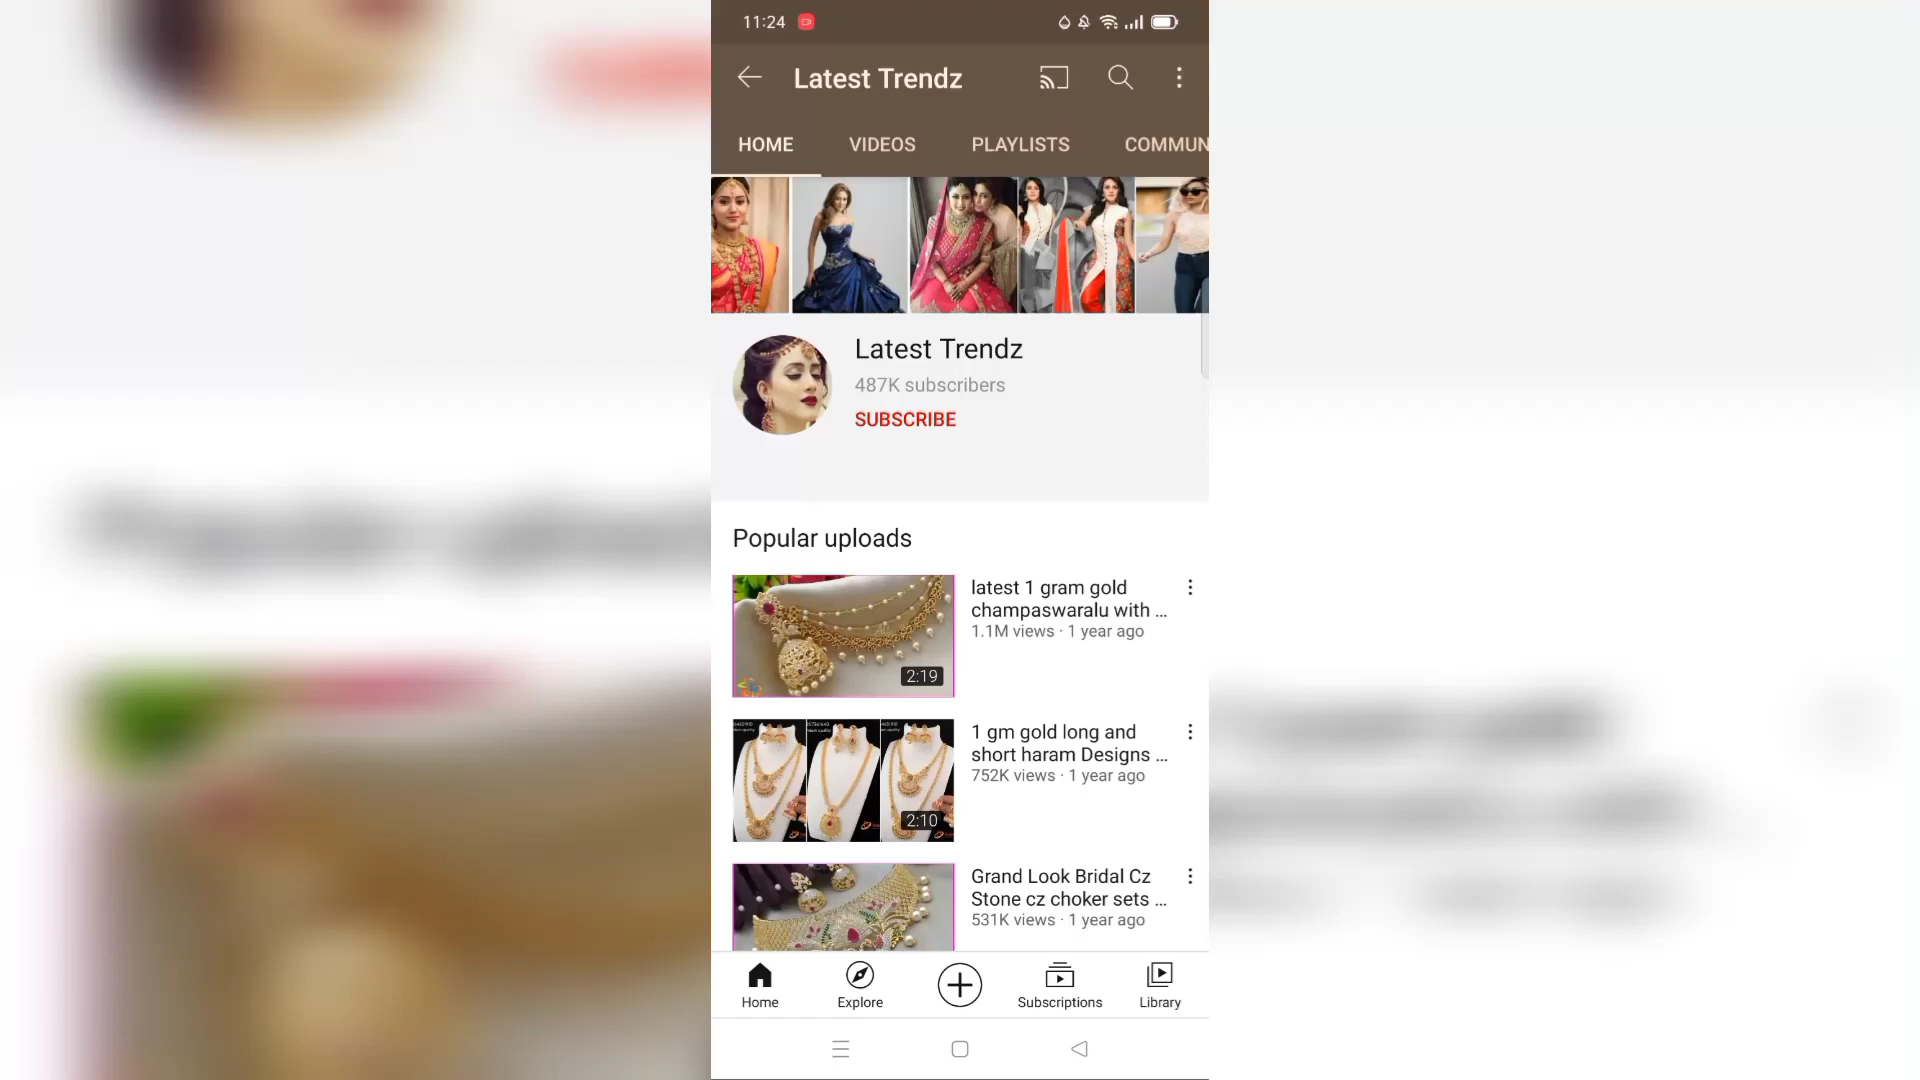 11:24
Latest Trendz
HOME VIDEOS PLAYLISTS COMMUN
Latest Trendz
487K subscribers
SUBSCRIBE
Popular uploads
latest 1 gram gold
champaswaralu with ...
1.1M views · 1 year ago
2:19
1 gm gold long and
short haram Designs ...
752K views · 1 year ago
2:10
Grand Look Bridal Cz
Stone cz choker sets ...
531K views · 1 year ago
Home Explore Subscriptions Library